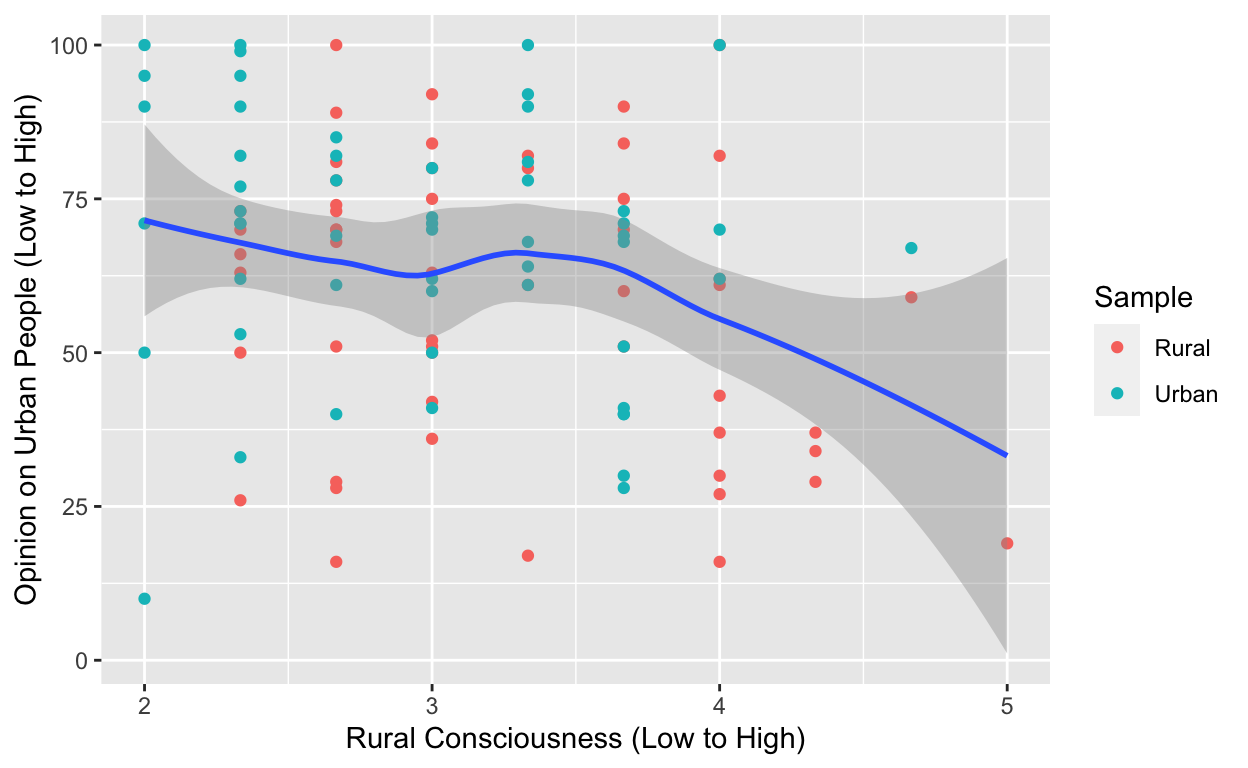 100
75
50
25
0
Opinion on Urban People (Low to High)
2 3 4 5
Rural Consciousness (Low to High)
Sample
Rural
Urban